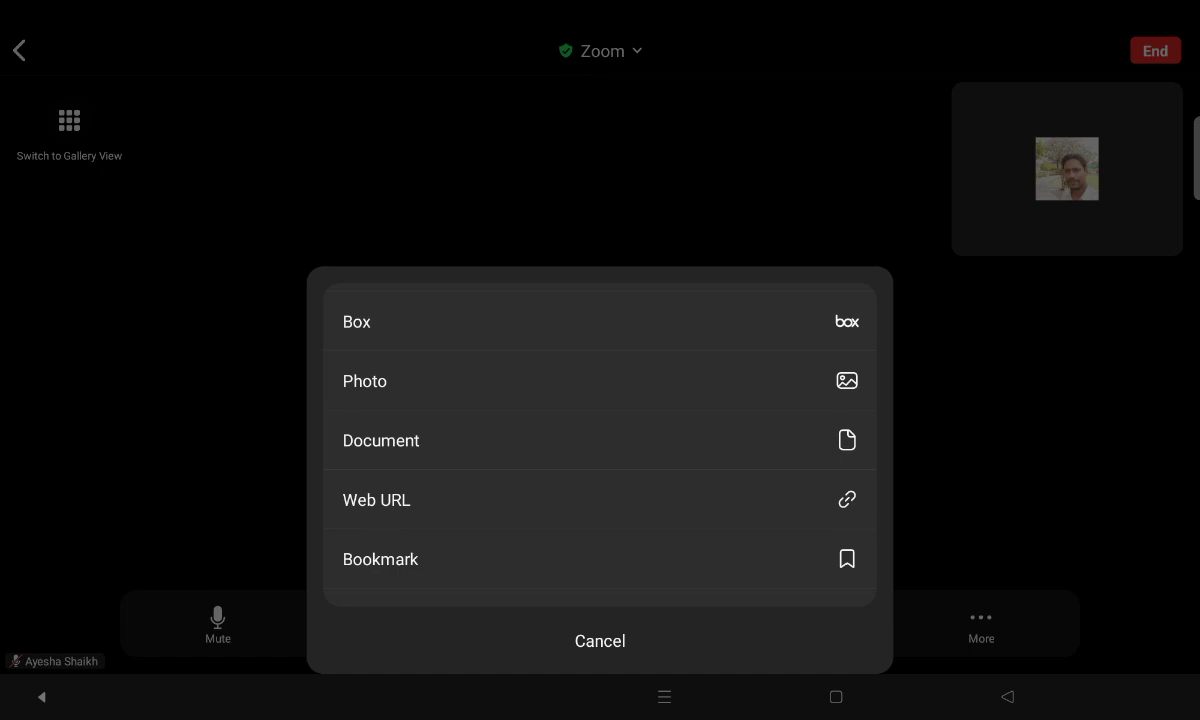 Zoom
End
Switch to Gallery View
Box
box
Photo
Document
Web URL
Bookmark
Mute
More
Cancel
Ayesha Shaikh